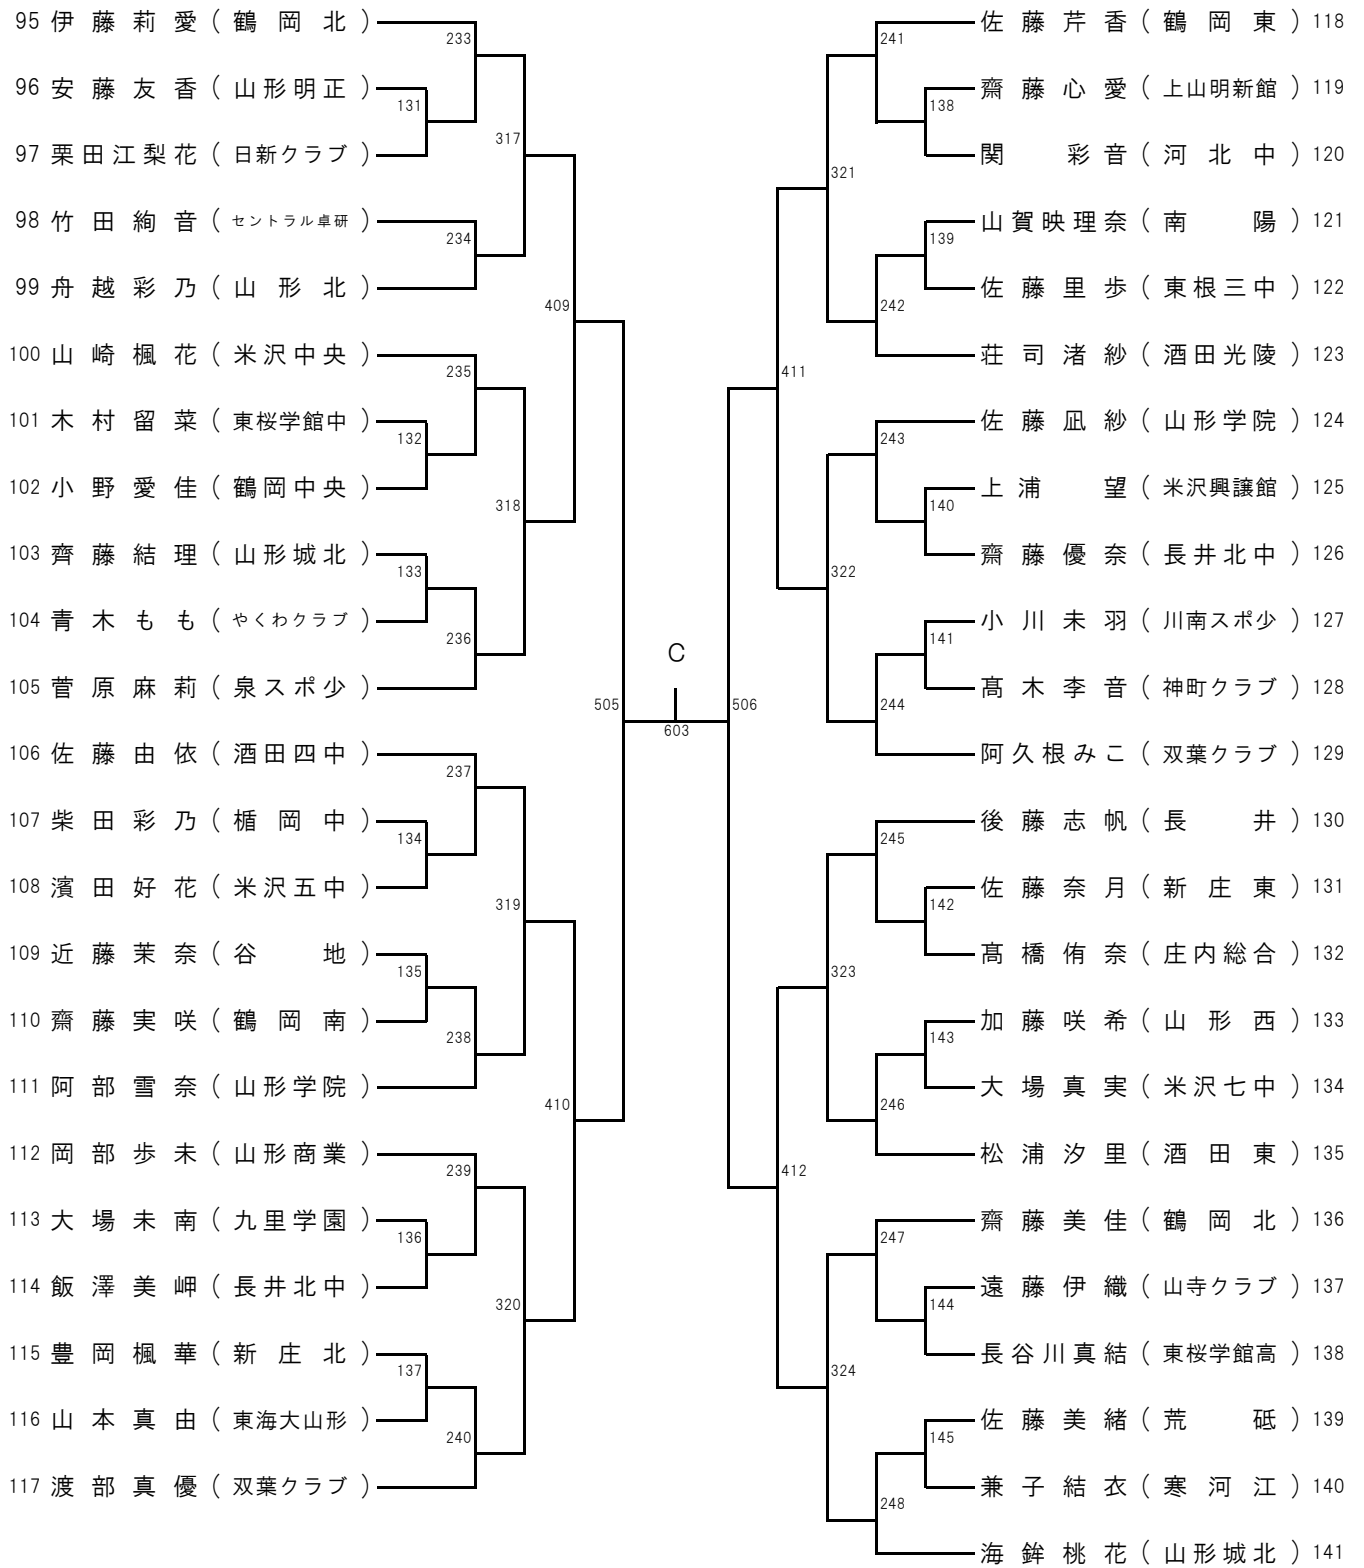 95 伊藤莉愛（鶴岡北）
233
96 安藤友香（山形明正）
131
317
97 栗田江梨花（日新クラブ）
98 竹田絢音（セントラル卓研）
234
99 舟越彩乃（山形北）
409
100 山崎楓花（米沢中央）
235
101 木村留菜（東桜学館中）
132
102 小野愛佳（鶴岡中央）
318
103 齊藤結理（山形城北）
133
104 青木もも（やくわクラブ）
236
105 菅原麻莉（泉スポ少）
505
106 佐藤由依（酒田四中）
237
107 柴田彩乃（楯岡中）
134
108 濱田好花（米沢五中）
319
109 近藤茉奈（谷地）
135
110 齋藤実咲（鶴岡南）
238
111 阿部雪奈（山形学院）
410
112 岡部歩未（山形商業）
239
113 大場未南（九里学園）
136
114 飯澤美岬（長井北中）
320
115 豊岡楓華（新庄北）
137
116 山本真由（東海大山形）
240
117 渡部真優（双葉クラブ）
C
603
佐藤芹香（鶴岡東）118
241
齋藤心愛（上山明新館）119
138
関彩音（河北中）120
321
山賀映理奈（南陽）121
139
佐藤里歩（東根三中）122
242
荘司渚紗（酒田光陵）123
411
佐藤凪紗（山形学院）124
243
上浦望（米沢興譲館）125
140
齋藤優奈（長井北中）126
322
小川未羽（川南スポ少）127
141
髙木李音（神町クラブ）128
244
506
阿久根みこ（双葉クラブ）129
後藤志帆（長井）130
245
佐藤奈月（新庄東）131
142
髙橋侑奈（庄内総合）132
323
加藤咲希（山形西）133
143
大場真実（米沢七中）134
246
松浦汐里（酒田東）135
412
齋藤美佳（鶴岡北）136
247
遠藤伊織（山寺クラブ）137
144
長谷川真結（東桜学館高）138
324
佐藤美緒（荒砥）139
145
兼子結衣（寒河江）140
248
海鉾桃花（山形城北）141